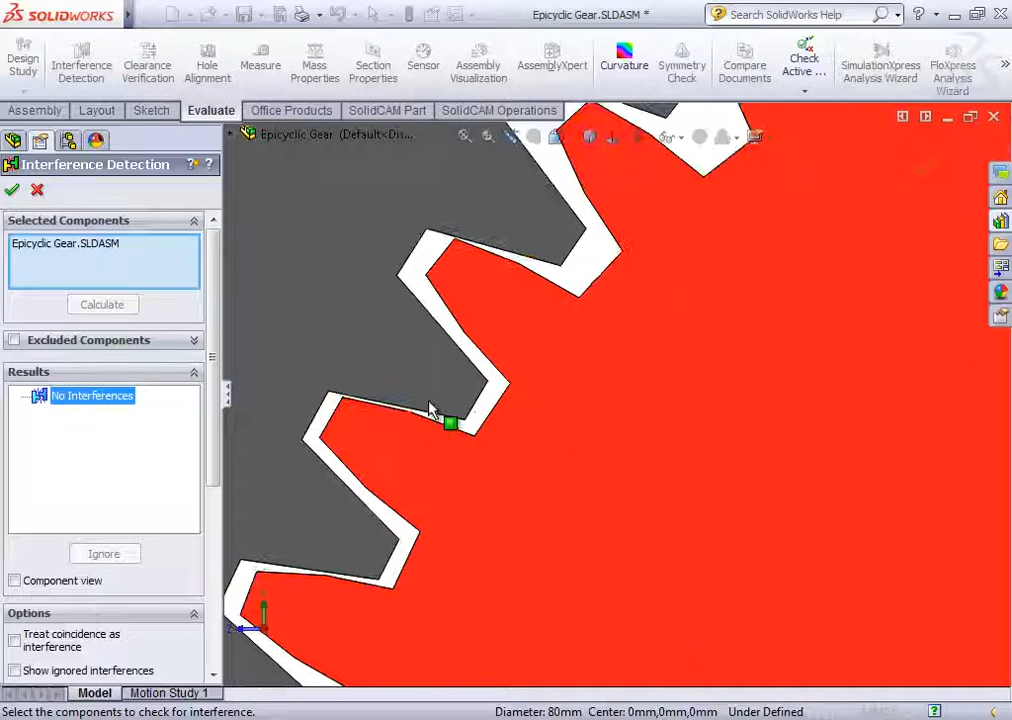 SOLIDWORKS
Epicyclic Gear.SLDASM *
Search SolidWorks Help
Design Study
Interference Detection
Clearance Verification
Hole Alignment
Measure
Mass Properties
Section Properties
Sensor
Assembly Visualization
AssemblyXpert
Curvature
Symmetry Check
Compare Documents
Check Active ...
SimulationXpress Analysis Wizard
FloXpress Analysis Wizard
Assembly
Layout
Sketch
Evaluate
Office Products
SolidCAM Part
SolidCAM Operations
Epicyclic Gear (Default<Dis...
Interference Detection
Selected Components
Epicyclic Gear.SLDASM
Calculate
Excluded Components
Results
No Interferences
Ignore
Component view
Options
Treat coincidence as
interference
Show ignored interferences
Model
Motion Study 1
Select the components to check for interference.
Diameter: 80mm Center: 0mm,0mm,0mm
Under Defined